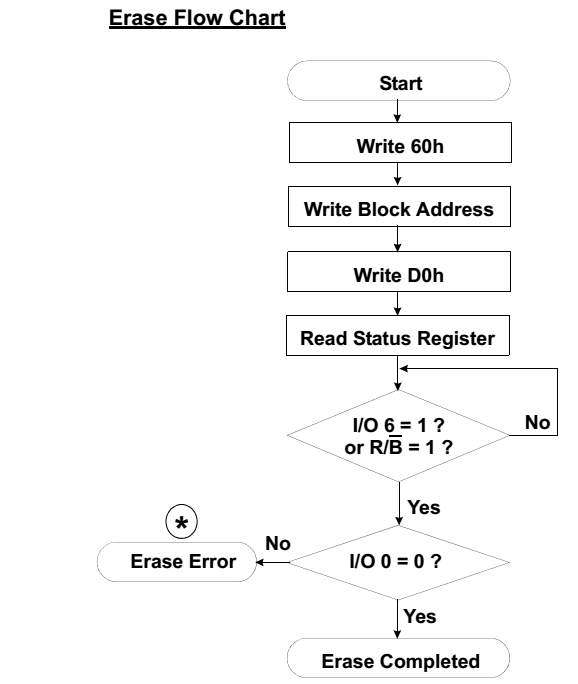 Erase Flow Chart
Start
Write 60h
Write Block Address
Write D0h
Read Status Register
I/O 6 = 1 ?
or R/B̅ = 1 ?
No
Yes
*
No
Erase Error
I/O 0 = 0 ?
Yes
Erase Completed